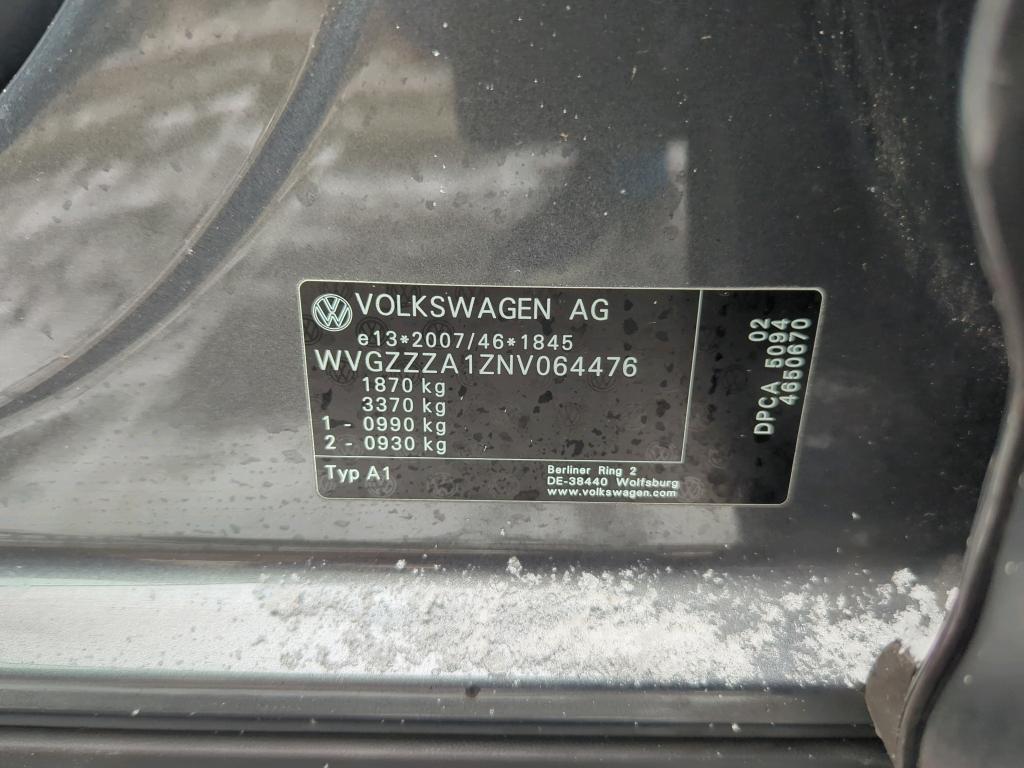 VOLKSWAGEN AG
e13*2007/46*1845
WVGZZZA1ZNV064476
1870 kg
3370 kg
1 - 0990 kg
2 - 0930 kg
Typ A1
Berliner Ring 2
DE-38440 Wolfsburg
www.volkswagen.com
02
DPCA 5094
4650670